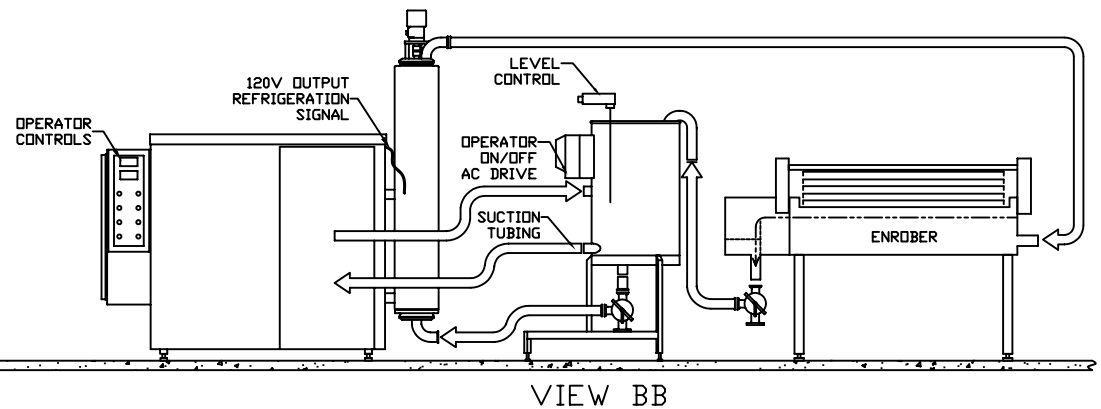 LEVEL
CONTROL
120V OUTPUT
REFRIGERATION
SIGNAL
OPERATOR
CONTROLS
OPERATOR
ON/OFF
AC DRIVE
SUCTION
TUBING
ENROBER
VIEW BB